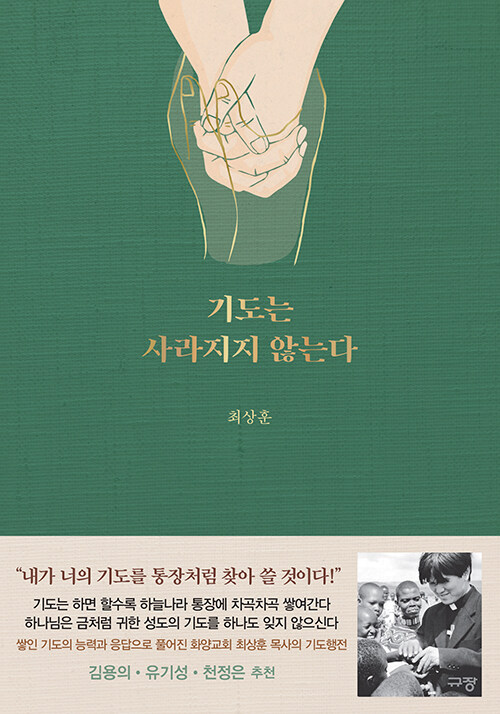 기도는
사라지지 않는다
최상훈
“내가 너의 기도를 통장처럼 찾아 쓸 것이다!”
기도는 하면 할수록 하늘나라 통장에 차곡차곡 쌓여간다
하나님은 금처럼 귀한 성도의 기도를 하나도 잊지 않으신다
쌓인 기도의 능력과 응답으로 풀어진 화양교회 최상훈 목사의 기도행전
김용의 • 유기성 • 천정은 추천
규장